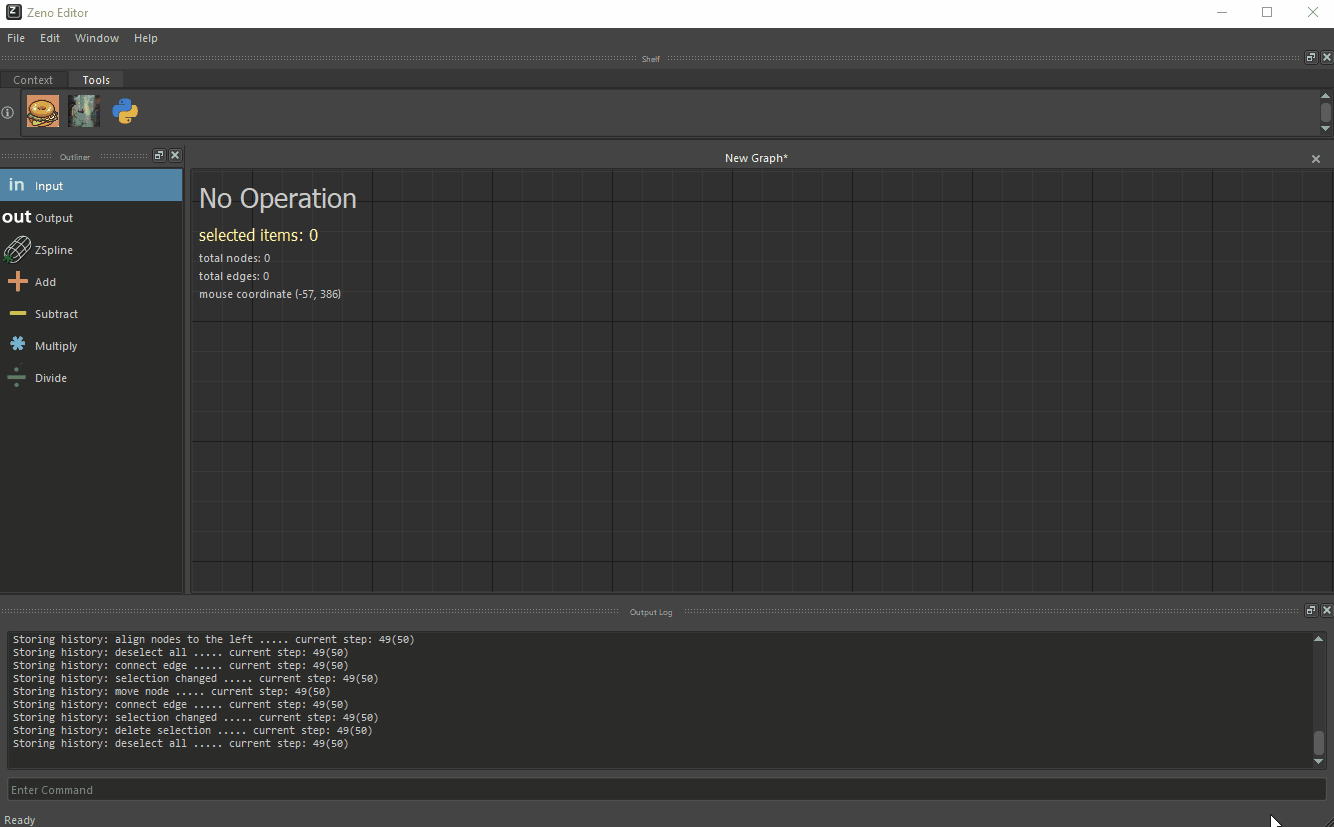 Z Zeno Editor
File Edit Window Help
Shelf
Context Tools
Outliner
New Graph*
in Input
out Output
ZSpline
Add
Subtract
Multiply
Divide
No Operation
selected items: 0
total nodes: 0
total edges: 0
mouse coordinate (-57, 386)
Output Log
Storing history: align nodes to the left ..... current step: 49(50)
Storing history: deselect all ..... current step: 49(50)
Storing history: connect edge ..... current step: 49(50)
Storing history: selection changed ..... current step: 49(50)
Storing history: move node ..... current step: 49(50)
Storing history: connect edge ..... current step: 49(50)
Storing history: selection changed ..... current step: 49(50)
Storing history: delete selection ..... current step: 49(50)
Storing history: deselect all ..... current step: 49(50)
Enter Command
Ready